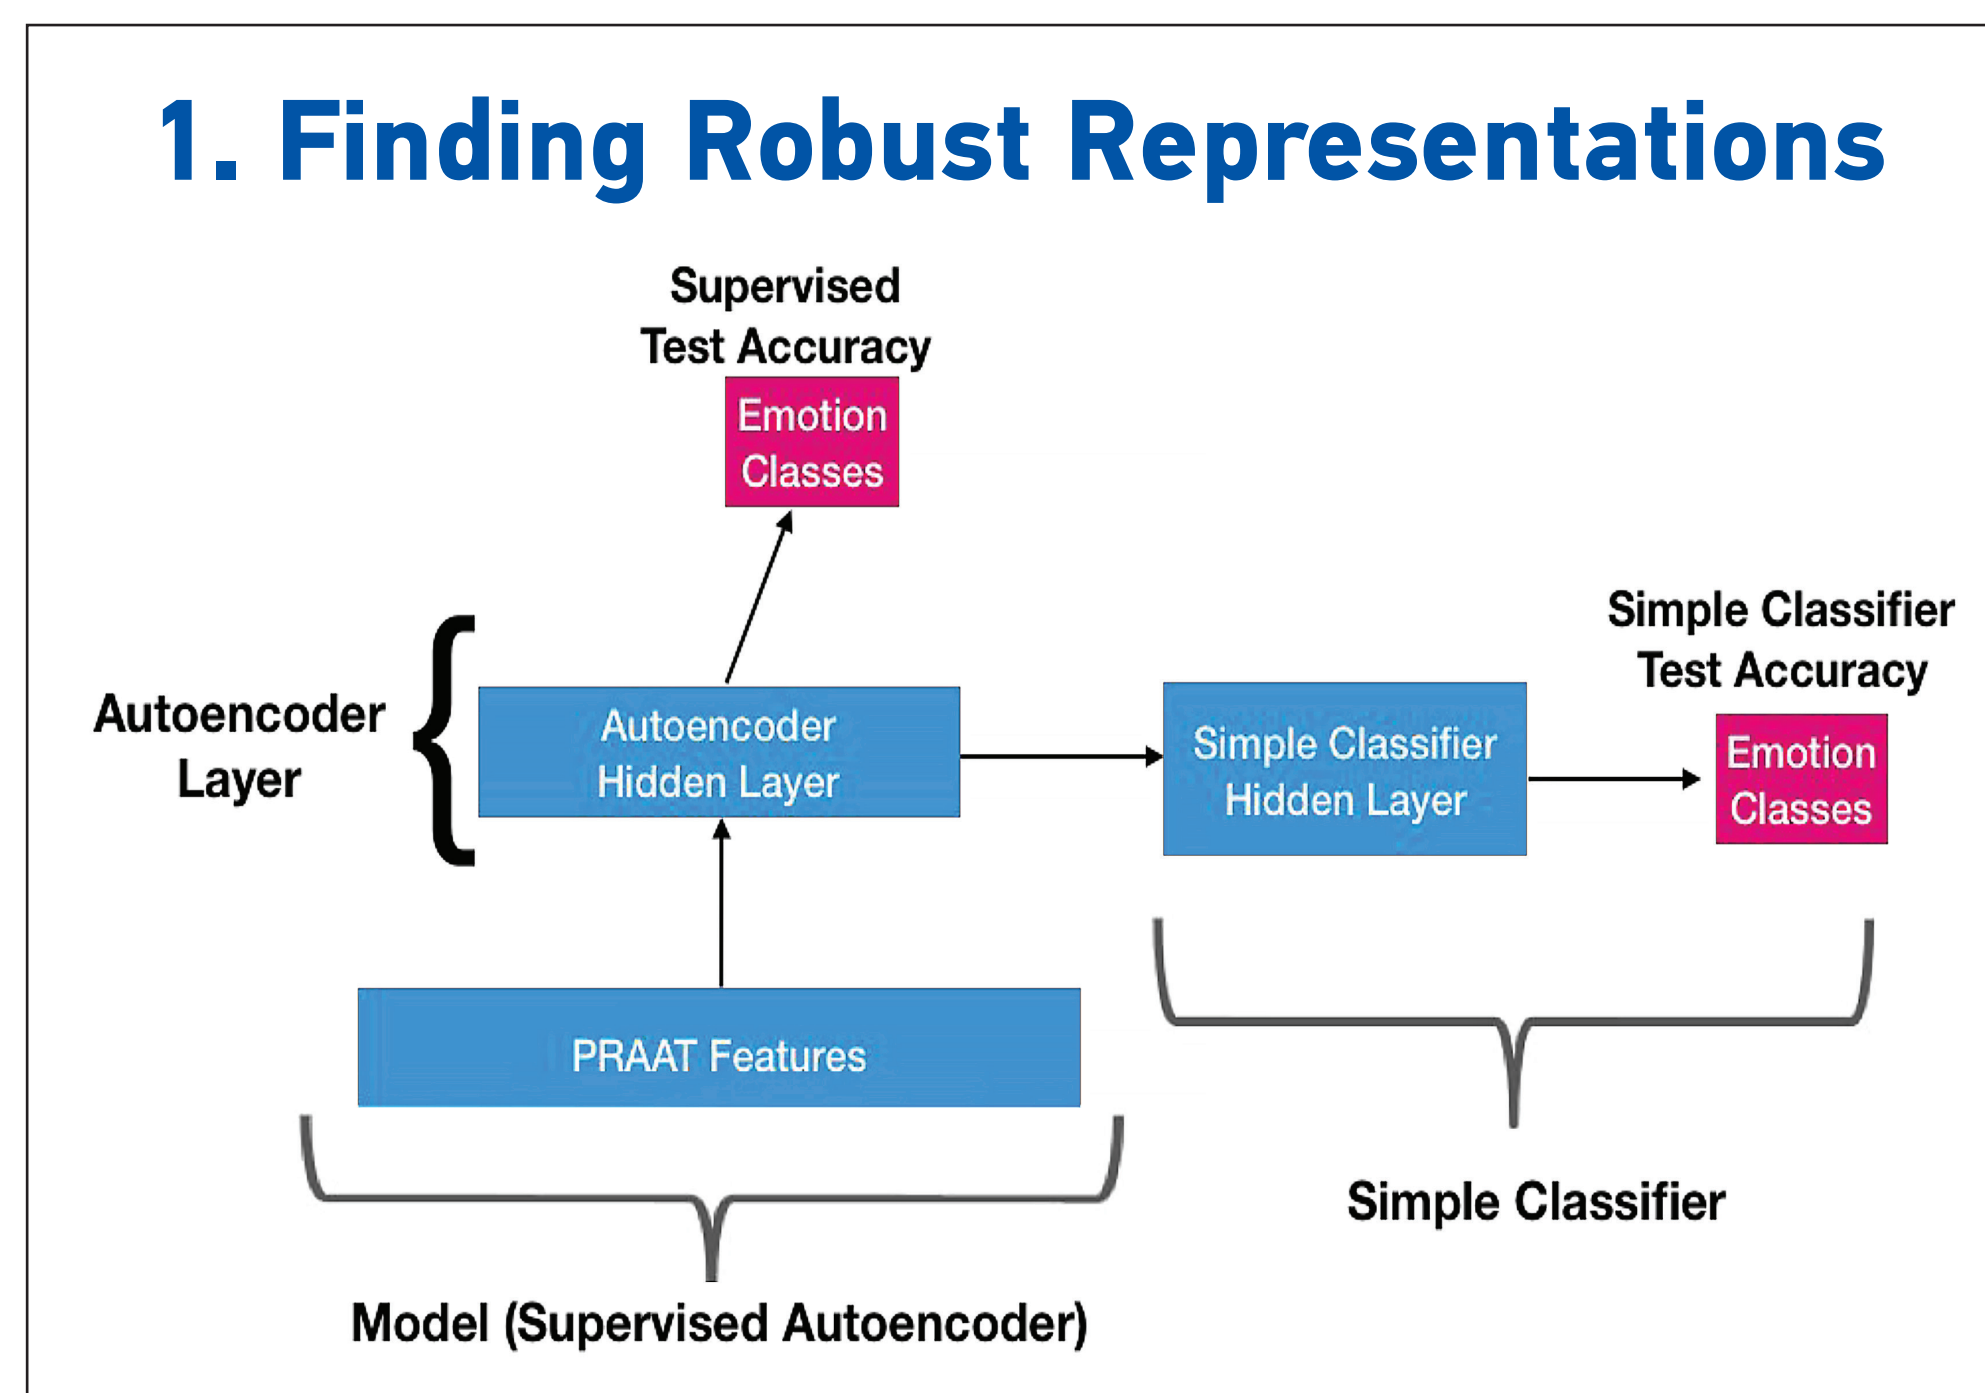 1. Finding Robust Representations
Supervised
Test Accuracy
Emotion
Classes
Simple Classifier
Test Accuracy
Autoencoder
Layer
Autoencoder
Hidden Layer
Simple Classifier
Hidden Layer
Emotion
Classes
PRAAT Features
Simple Classifier
Model (Supervised Autoencoder)